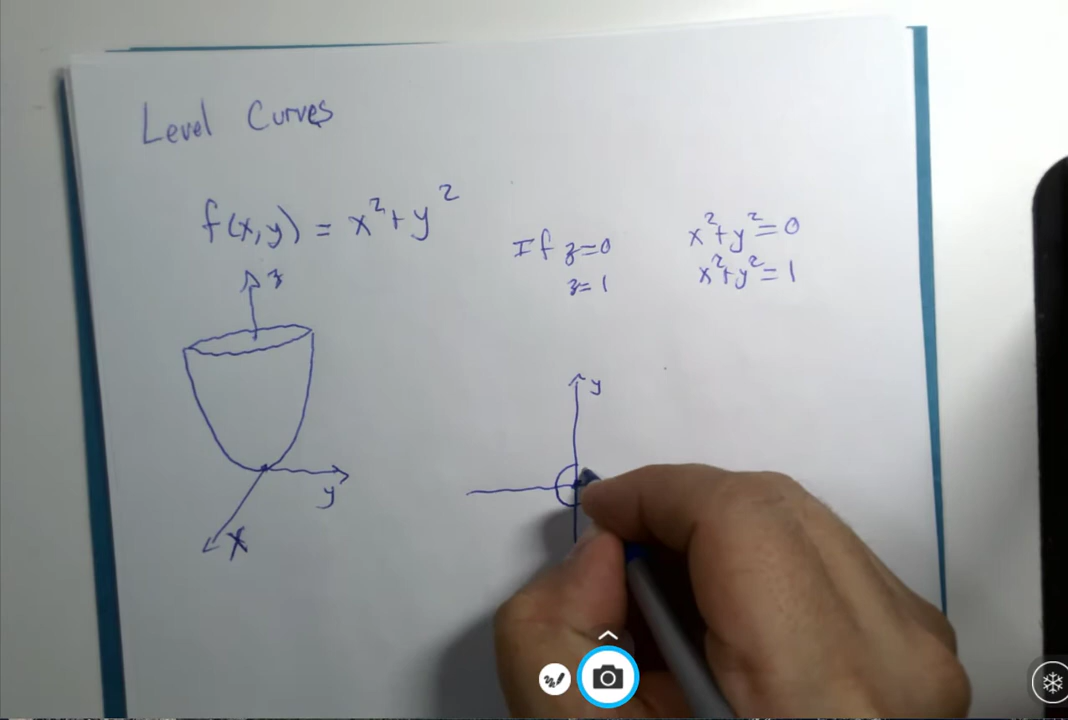 Level Curves
f(x,y) = x²+y²
If z=0 x²+y²=0
z=1 x²+y²=1
z
y
x
y